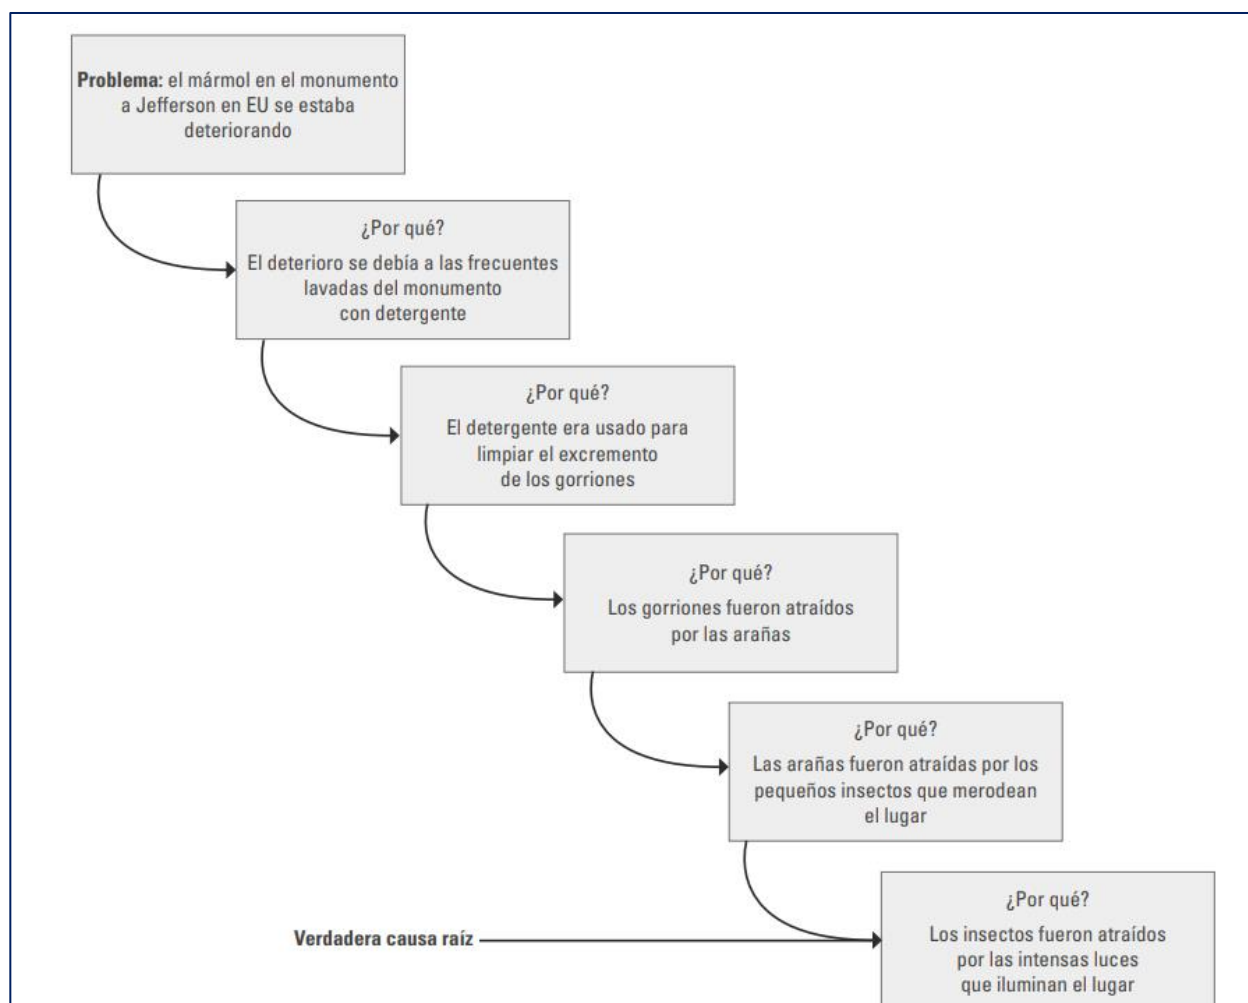 Problema: el mármol en el monumento
a Jefferson en EU se estaba
deteriorando
¿Por qué?
El deterioro se debía a las frecuentes
lavadas del monumento
con detergente
¿Por qué?
El detergente era usado para
limpiar el excremento
de los gorriones
¿Por qué?
Los gorriones fueron atraídos
por las arañas
¿Por qué?
Las arañas fueron atraídas por los
pequeños insectos que merodean
el lugar
Verdadera causa raíz
¿Por qué?
Los insectos fueron atraídos
por las intensas luces
que iluminan el lugar